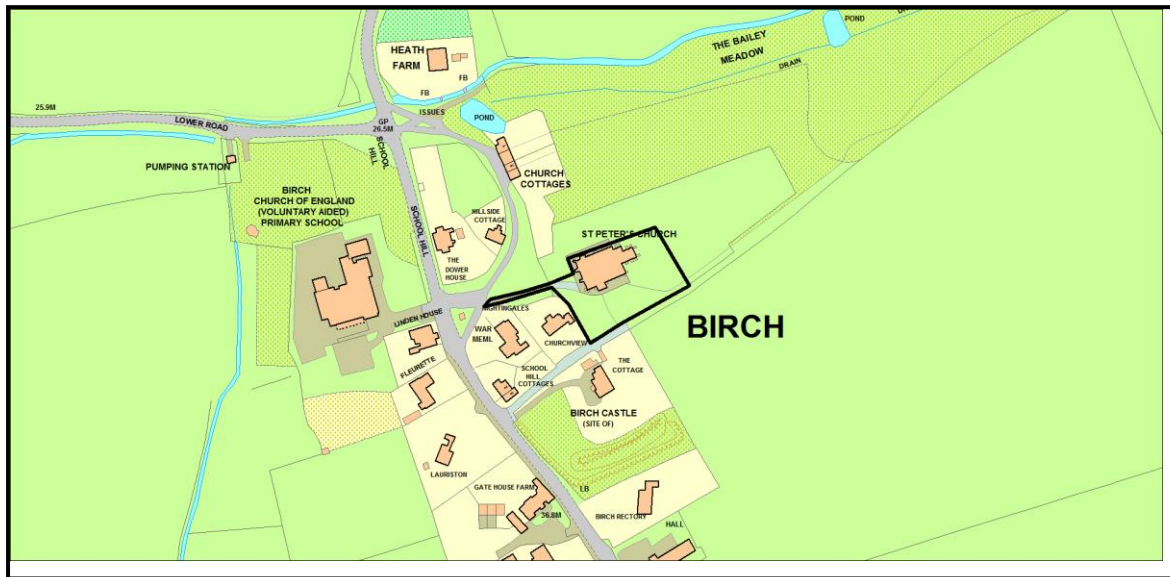 POND
DRAIN
THE BAILEY
MEADOW
DRAIN
HEATH
FARM
FB
FB
ISSUES
POND
25.9M
LOWER ROAD
GP
26.5M
SCHOOL
HILL
PUMPING STATION
CHURCH
COTTAGES
BIRCH
CHURCH OF ENGLAND
(VOLUNTARY AIDED)
PRIMARY SCHOOL
SCHOOL HILL
HILLSIDE
COTTAGE
THE
DOWER
HOUSE
ST PETER'S CHURCH
NIGHTINGALES
LINDEN HOUSE
WAR
MEML
CHURCHVIEW
BIRCH
FLEURETTE
SCHOOL
HILL
COTTAGES
THE
COTTAGE
BIRCH CASTLE
(SITE OF)
LAURISTON
GATE HOUSE FARM
LB
36.8M
BIRCH RECTORY
HALL